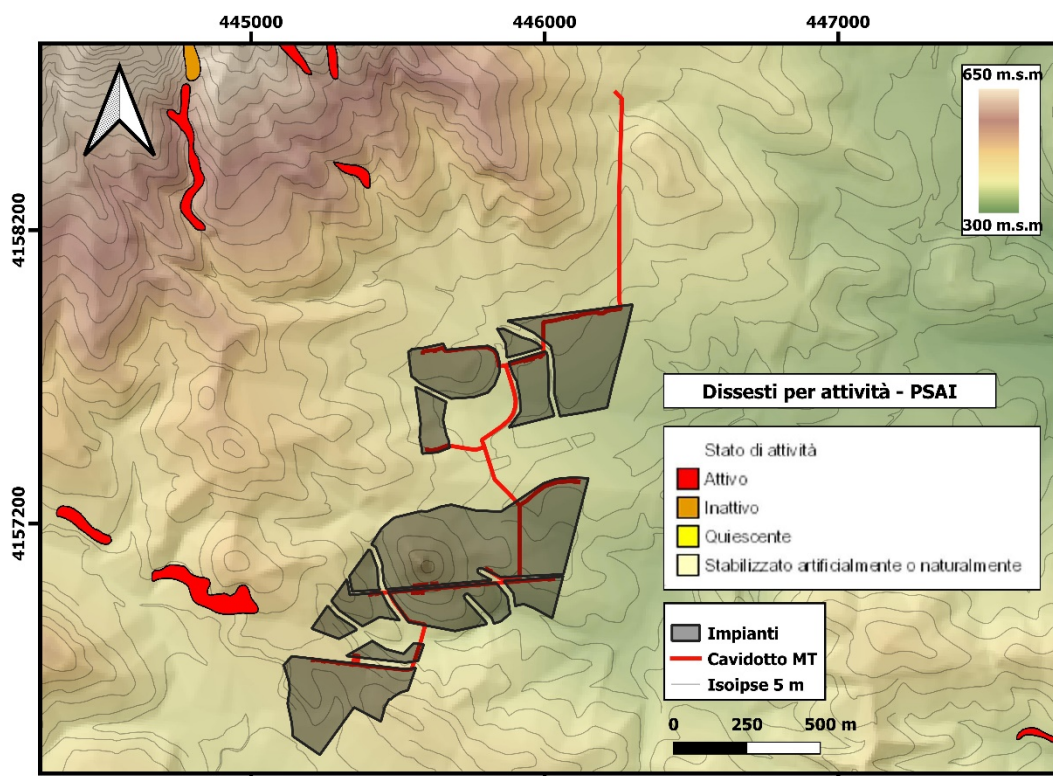 445000 446000 447000
4158200
4157200
650 m.s.m
300 m.s.m
Dissesti per attività - PSAI
Stato di attività
Attivo
Inattivo
Quiescente
Stabilizzato artificialmente o naturalmente
Impianti
Cavidotto MT
Isoipse 5 m
0 250 500 m